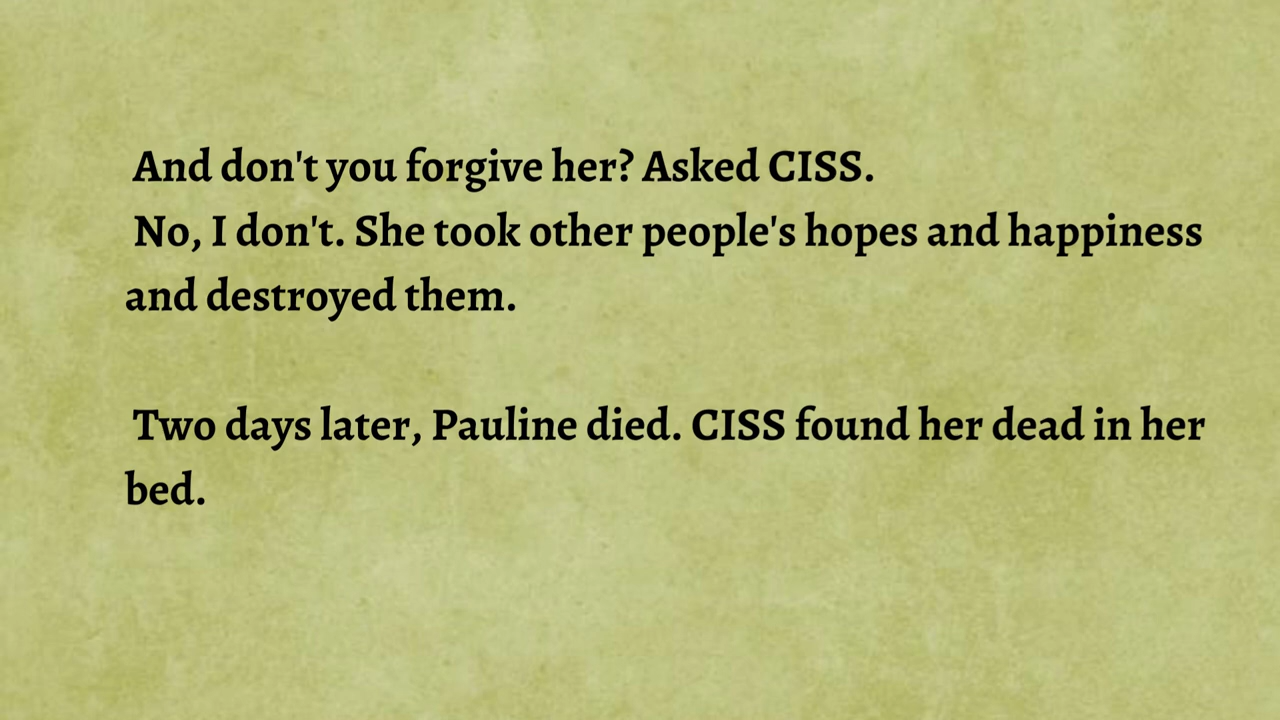 And don't you forgive her? Asked CISS.
No, I don't. She took other people's hopes and happiness
and destroyed them.
Two days later, Pauline died. CISS found her dead in her
bed.